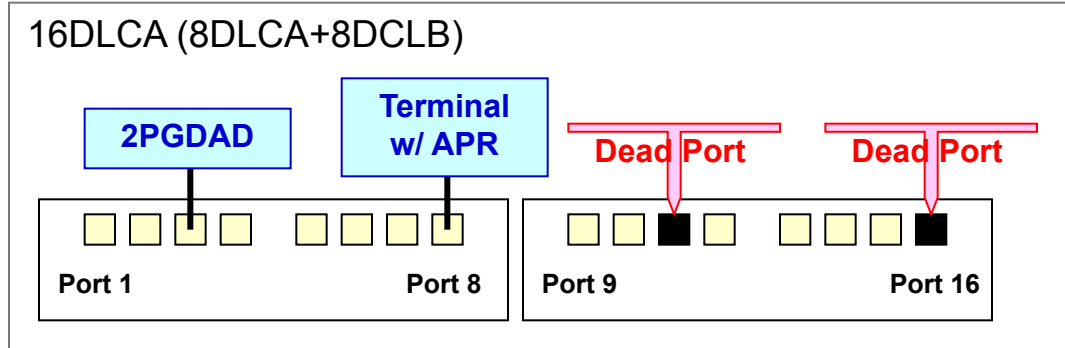 16DLCA (8DLCA+8DCLB)
2PGDAD
Terminal
w/ APR
Dead Port
Dead Port
Port 1
Port 8
Port 9
Port 16